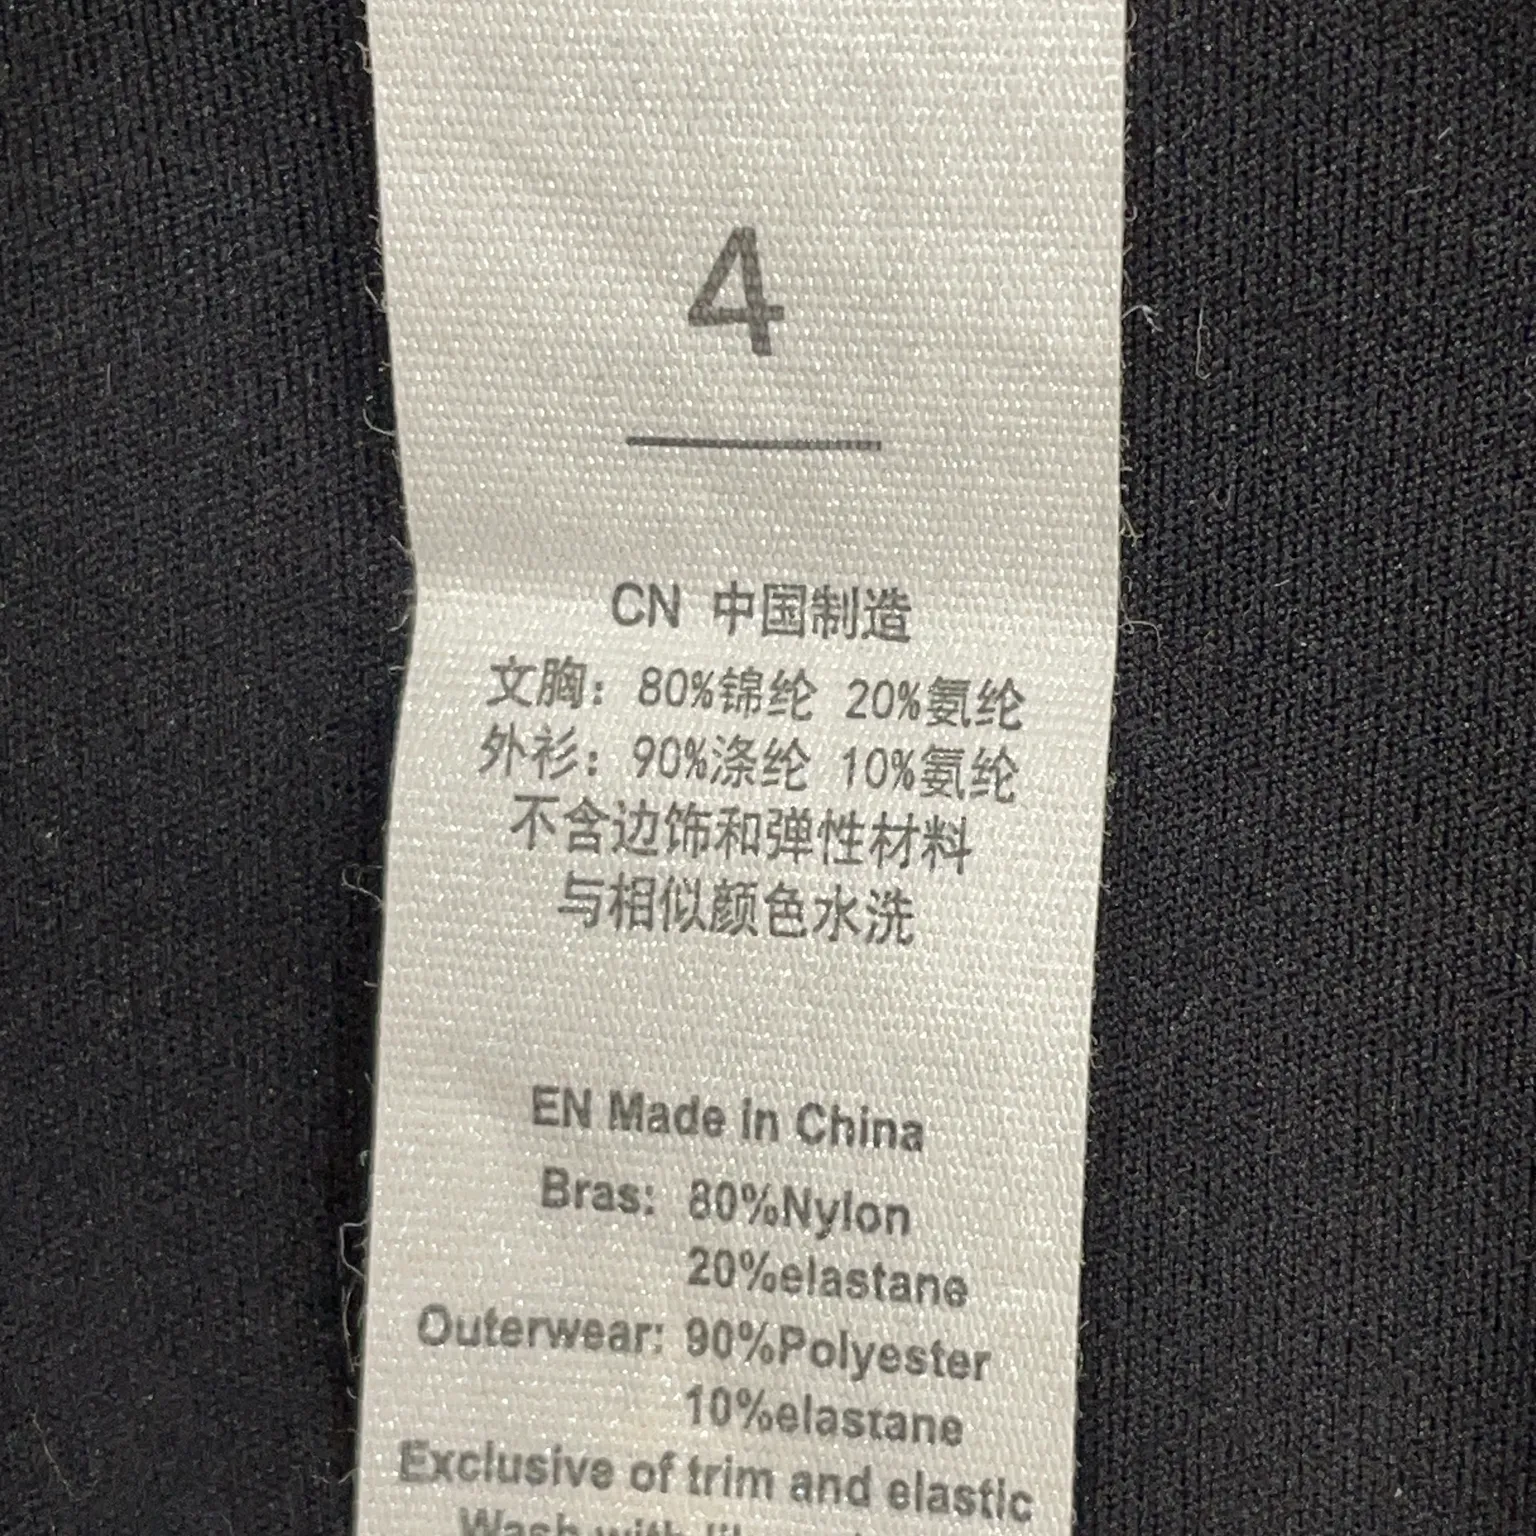 4
CN 中国制造
文胸: 80%锦纶 20%氨纶
外衫: 90%涤纶 10%氨纶
不含边饰和弹性材料
与相似颜色水洗
EN Made in China
Bras: 80%Nylon
20%elastane
Outerwear: 90%Polyester
10%elastane
Exclusive of trim and elastic
Wash with